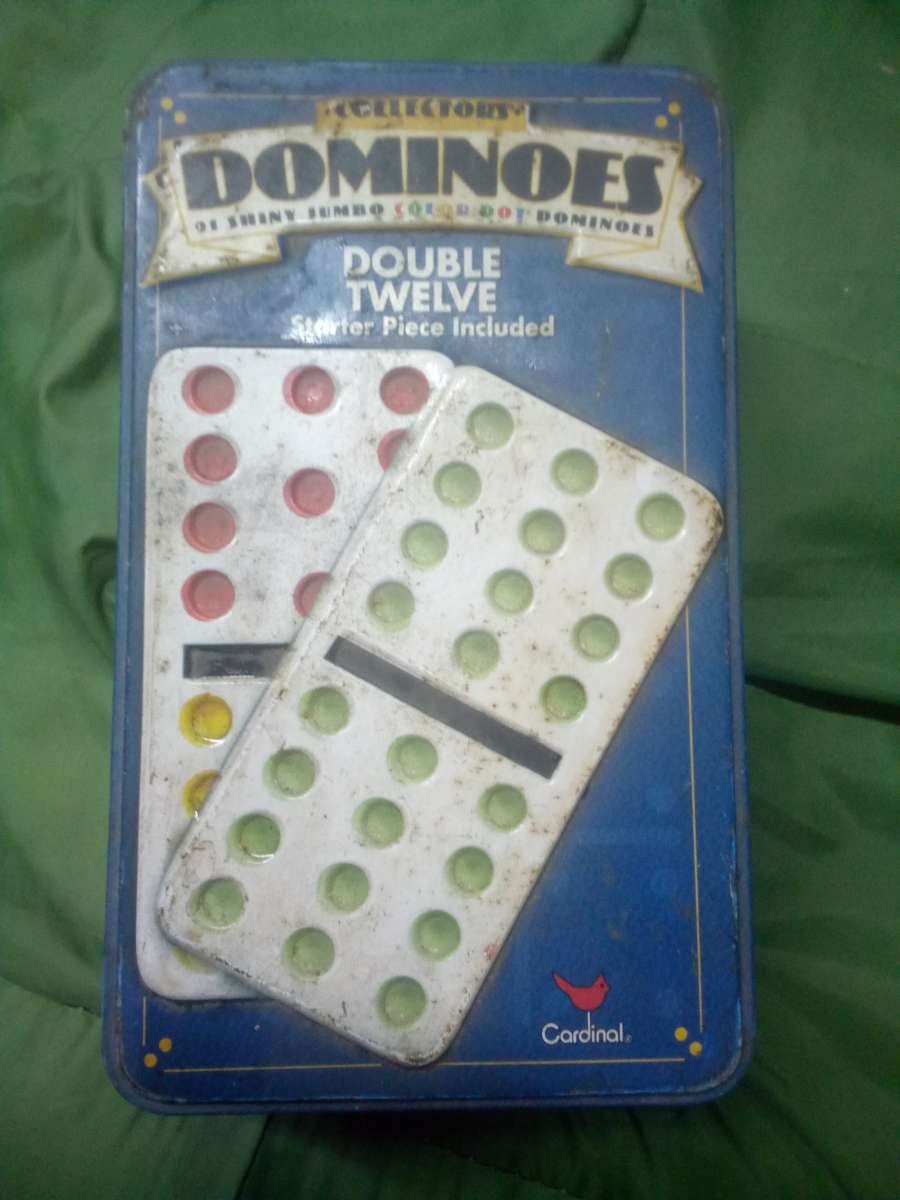 COLLECTORS'
DOMINOES
91 SHINY JUMBO COLOR DOT DOMINOES
DOUBLE
TWELVE
Starter Piece Included
Cardinal®